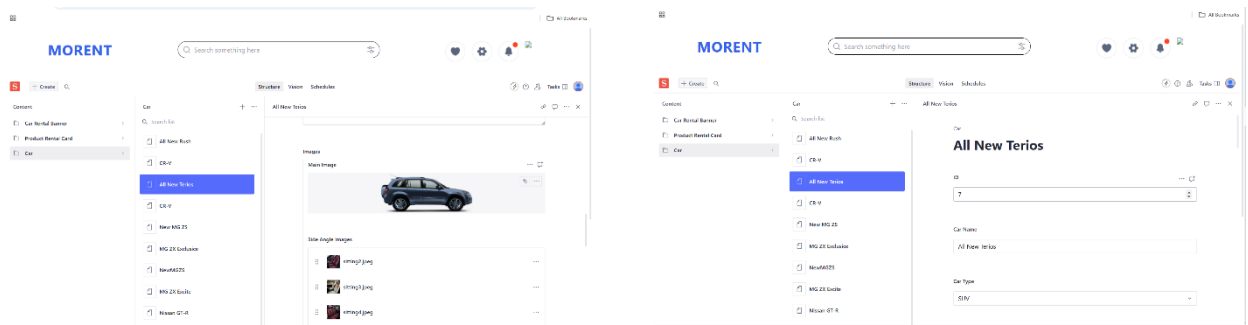 All Bookmarks
MORENT
Search something here
Create
Structure
Vision
Schedules
Tasks
Content
Car Rental Banner
Product Rental Card
Car
Car
Search list
All New Rush
CR-V
All New Terios
CR-V
New MG ZS
MG ZX Exclusice
NewMGZS
MG ZX Excite
Nissan GT-R
All New Terios
Images
Main Image
Side Angle Images
sitting2.jpeg
sitting3.jpeg
sitting4.jpeg
All Bookmarks
MORENT
Search something here
Create
Structure
Vision
Schedules
Tasks
Content
Car Rental Banner
Product Rental Card
Car
Car
Search list
All New Rush
CR-V
All New Terios
CR-V
New MG ZS
MG ZX Exclusice
NewMGZS
MG ZX Excite
Nissan GT-R
All New Terios
Car
All New Terios
ID
7
Car Name
All New Terios
Car Type
SUV